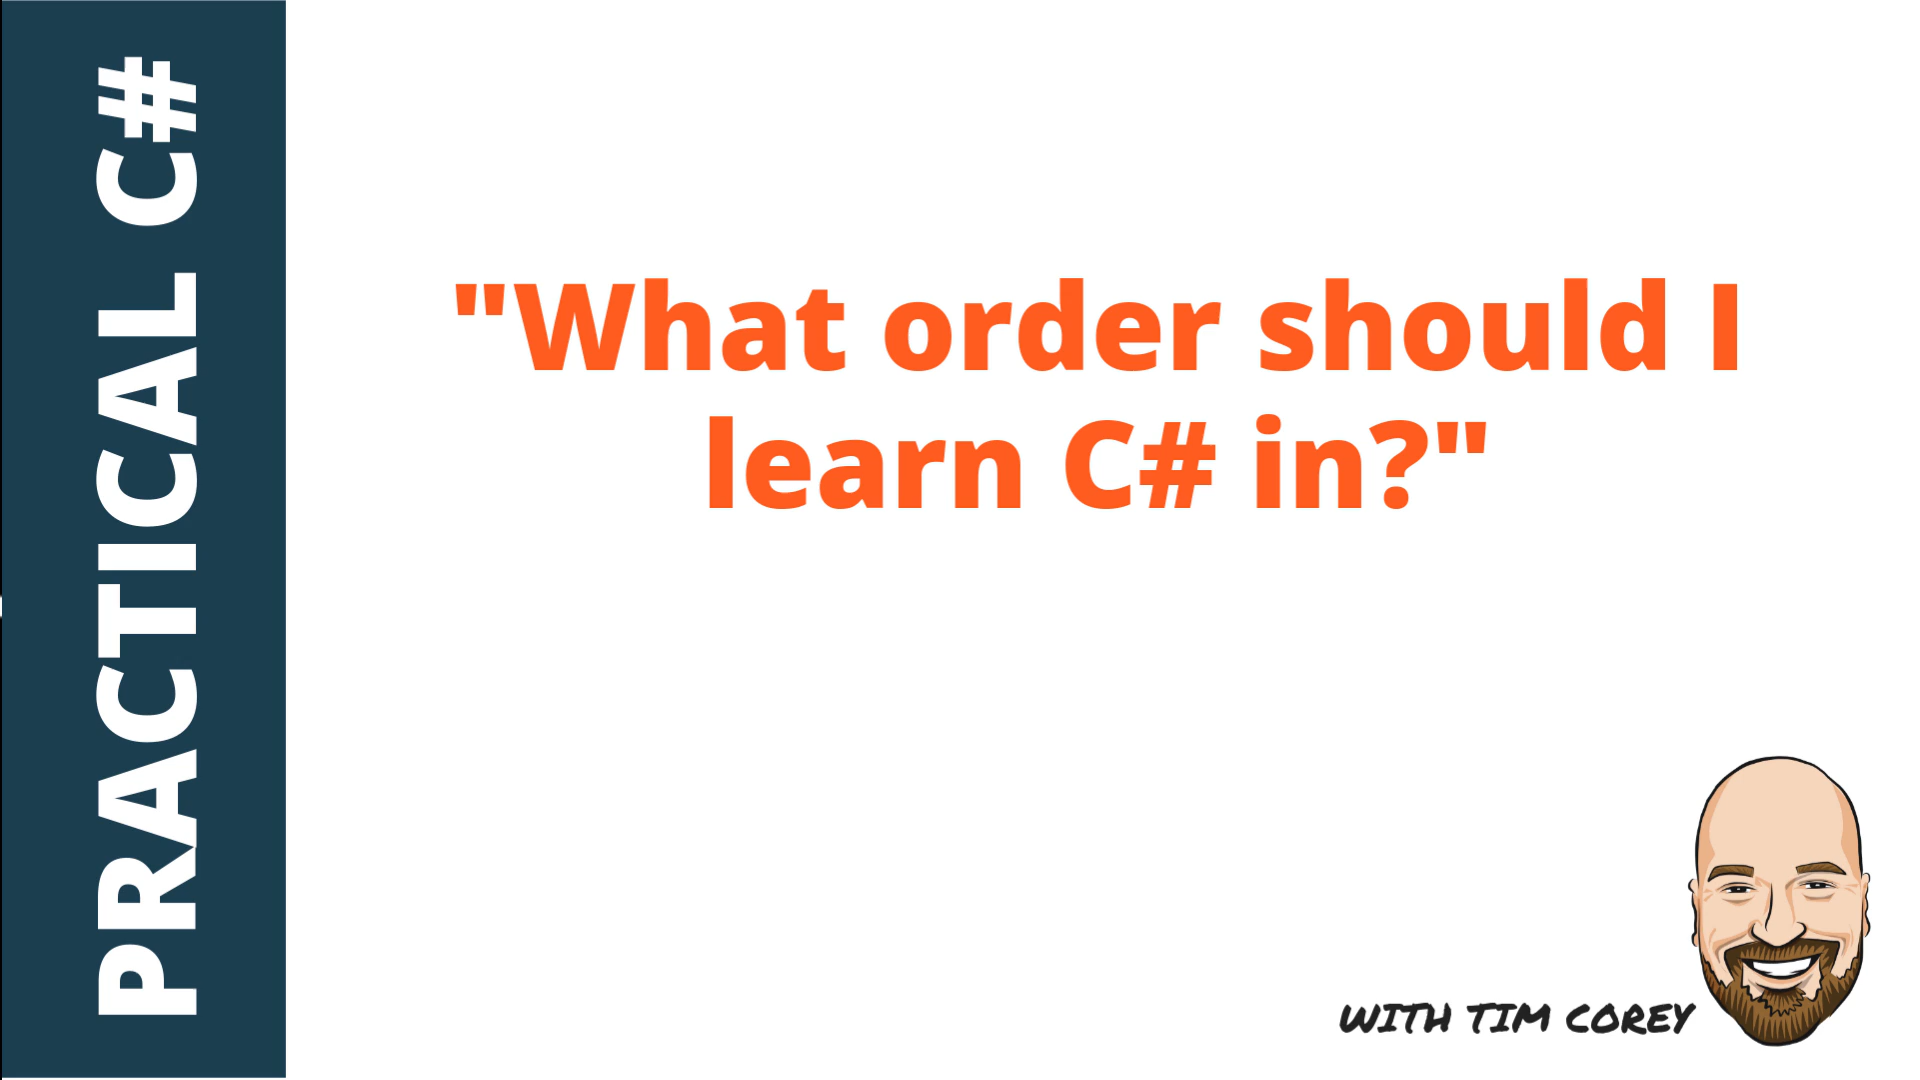 PRACTICAL C#
"What order should I
learn C# in?"
WITH TIM COREY